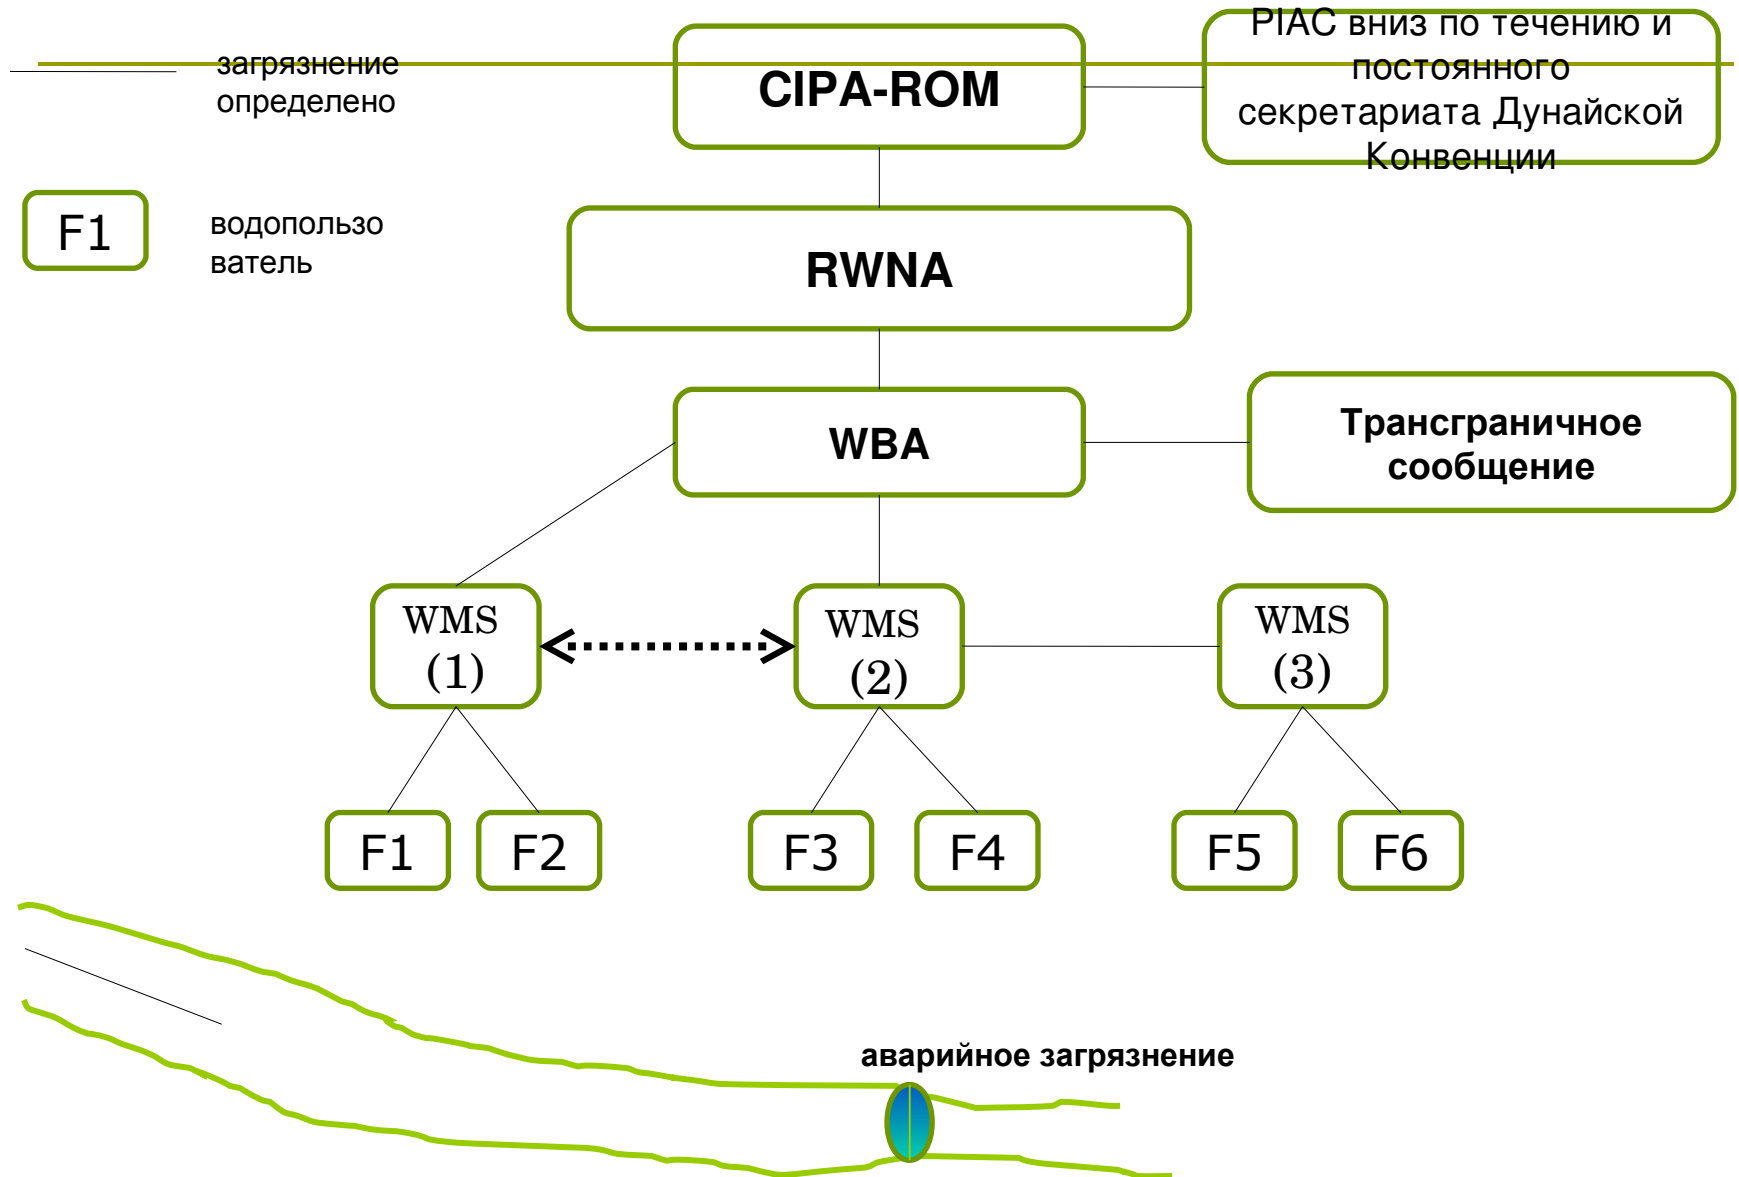 загрязнение
определено
CIPA-ROM
PIAC вниз по течению и
постоянного
секретариата Дунайской
Конвенции
F1
водопользо
ватель
RWNA
WBA
Трансграничное
сообщение
WMS
(1)
WMS
(2)
WMS
(3)
F1
F2
F3
F4
F5
F6
аварийное загрязнение